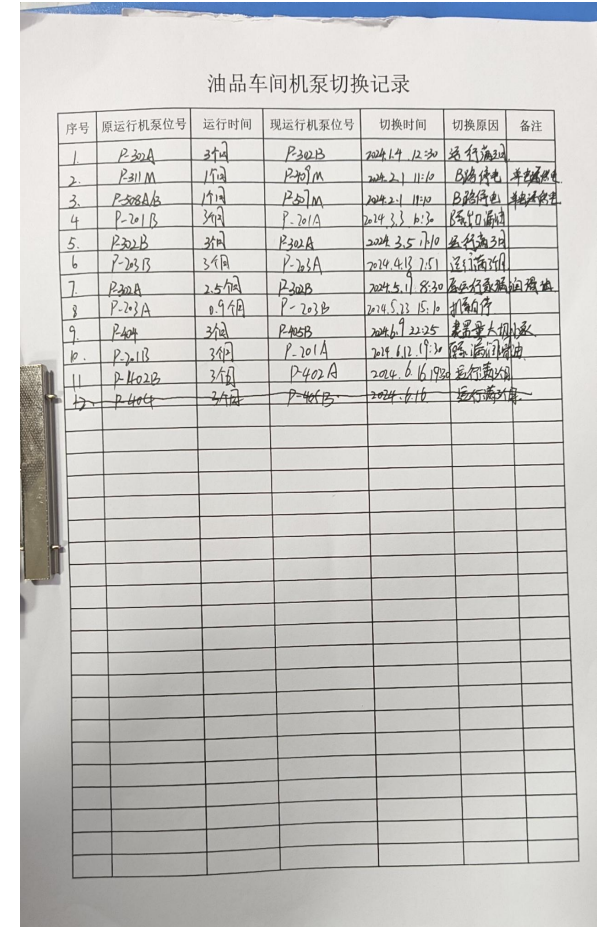 油品车间机泵切换记录
序号 原运行机泵位号 运行时间 现运行机泵位号 切换时间 切换原因 备注
1 P-302A 3个月 P-302B 2024.1.4 12:30 运行满3个月
2. P-311M 1个月 P-409M 2024.2.1 11:10 B路停电
3. P-508A/B 1个月 P-507M 2024.2.1 11:10 B路停电
4 P-201B 3个月 P-201A 2024.3.3
5. P-302B 3个月 P-302A 2024.3.5 运行满3月
6 P-203B 3个月 P-203A 2024.4.13 7:51 运行满3个月
7. P-302A 2.5个月 P-302B 2024.5.19 8:30
8 P-203A 0.9个月 P-203B 2024.5.23 15:10
9. P-404 3个月 P-405B 2024.6.9 22:25
10. P-201B 3个月 P-201A 2024.6.12. 19:30
11 P-402B 3个月 P-402A 2024.6.16 1930 运行满3个月
12. P-404 3个月 P-405B. 2024.6.16 运行满3个月